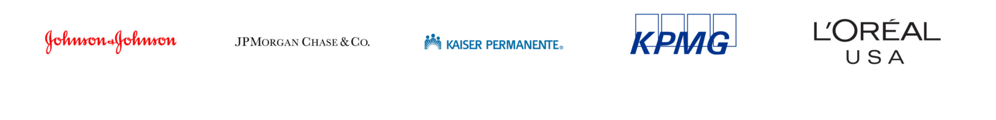 Johnson&Johnson
JPMORGAN CHASE & CO.
KAISER PERMANENTE®
KPMG
L'ORÉAL
USA